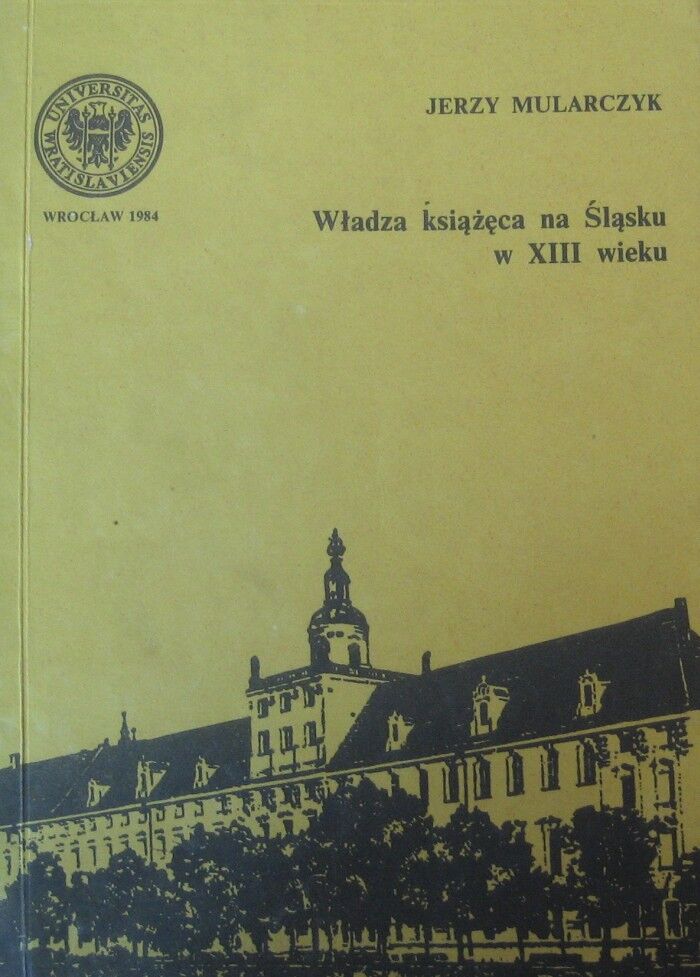 UNIVERSITAS
WRATISLAVIENSIS
WROCŁAW 1984
JERZY MULARCZYK
Władza książęca na Śląsku
w XIII wieku